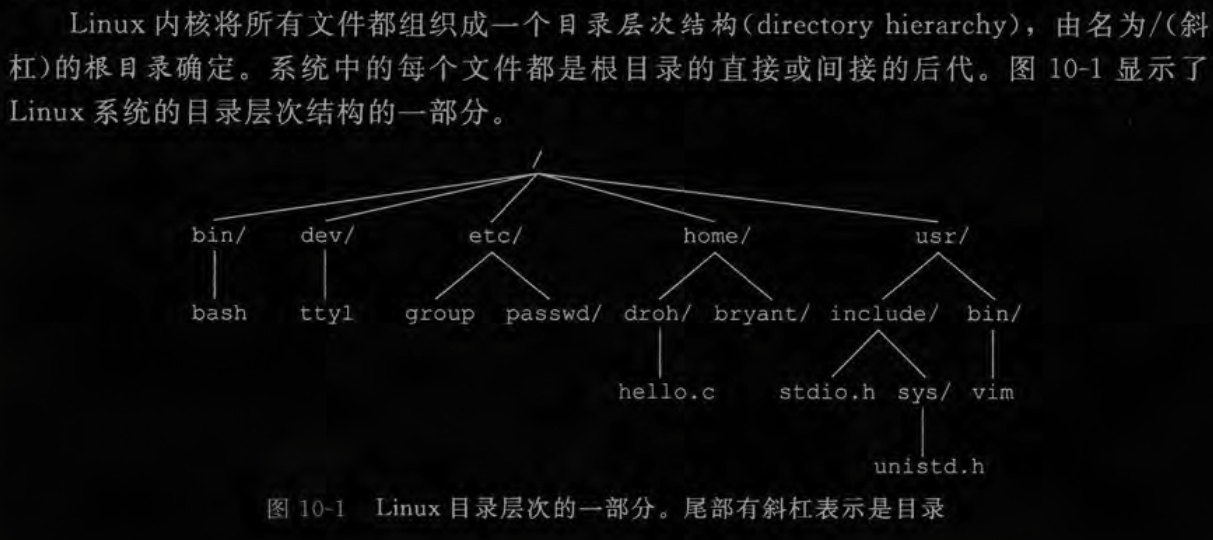 Linux 内核将所有文件都组织成一个目录层次结构(directory hierarchy)，由名为/(斜
杠)的根目录确定。系统中的每个文件都是根目录的直接或间接的后代。图 10-1 显示了
Linux 系统的目录层次结构的一部分。
/
bin/ dev/ etc/ home/ usr/
bash tty1 group passwd/ droh/ bryant/ include/ bin/
hello.c stdio.h sys/ vim
unistd.h
图 10-1 Linux 目录层次的一部分。尾部有斜杠表示是目录